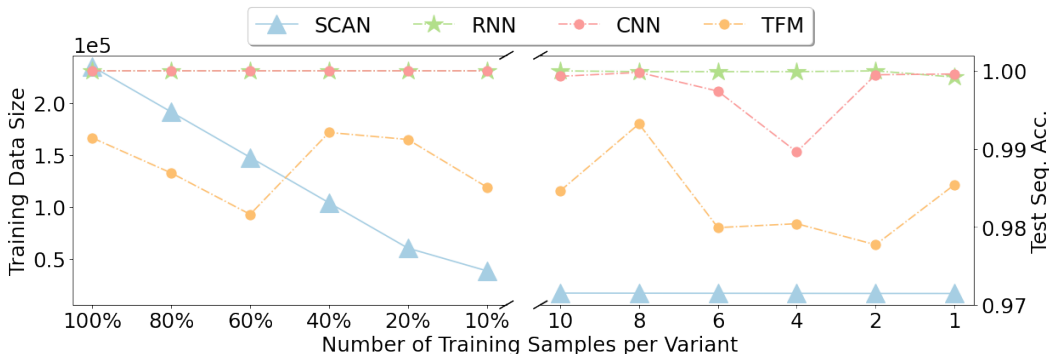 SCAN RNN CNN TFM
1e5
2.0
1.5
1.0
0.5
Training Data Size
1.00
0.99
0.98
0.97
Test Seq. Acc.
100% 80% 60% 40% 20% 10% 10 8 6 4 2 1
Number of Training Samples per Variant